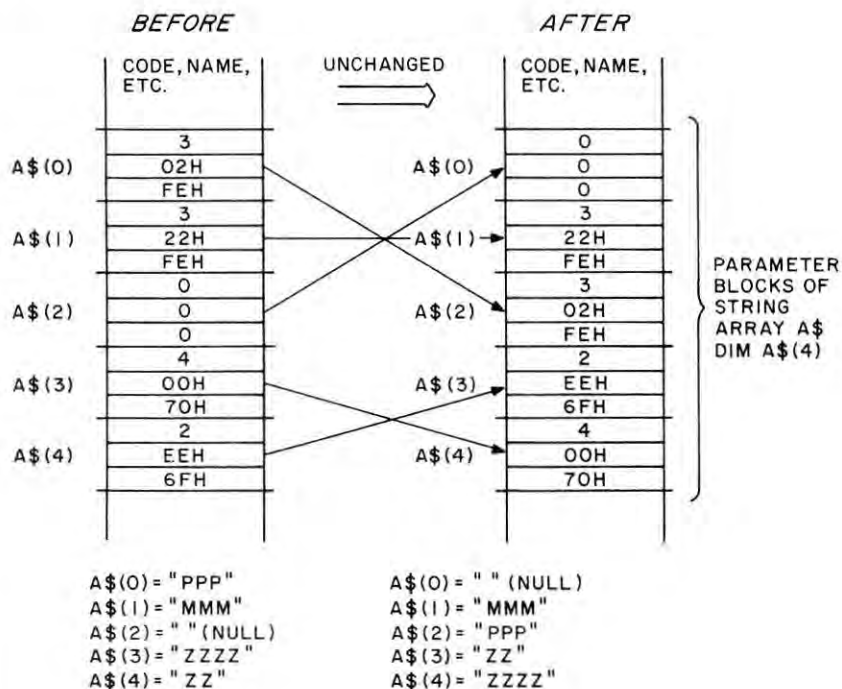 BEFORE
AFTER
CODE, NAME,
ETC.
UNCHANGED
CODE, NAME,
ETC.
A$(0)
3
02H
FEH
A$(1)
3
22H
FEH
A$(2)
0
0
0
A$(3)
4
00H
70H
A$(4)
2
EEH
6FH
A$(0)
0
0
0
A$(1)
3
22H
FEH
A$(2)
3
02H
FEH
A$(3)
2
EEH
6FH
A$(4)
4
00H
70H
PARAMETER
BLOCKS OF
STRING
ARRAY A$
DIM A$(4)
A$(0)= "PPP"
A$(1)= "MMM"
A$(2)= " "(NULL)
A$(3)= "ZZZZ"
A$(4)= "ZZ"
A$(0)= " " (NULL)
A$(1)= "MMM"
A$(2)= "PPP"
A$(3)= "ZZ"
A$(4)= "ZZZZ"